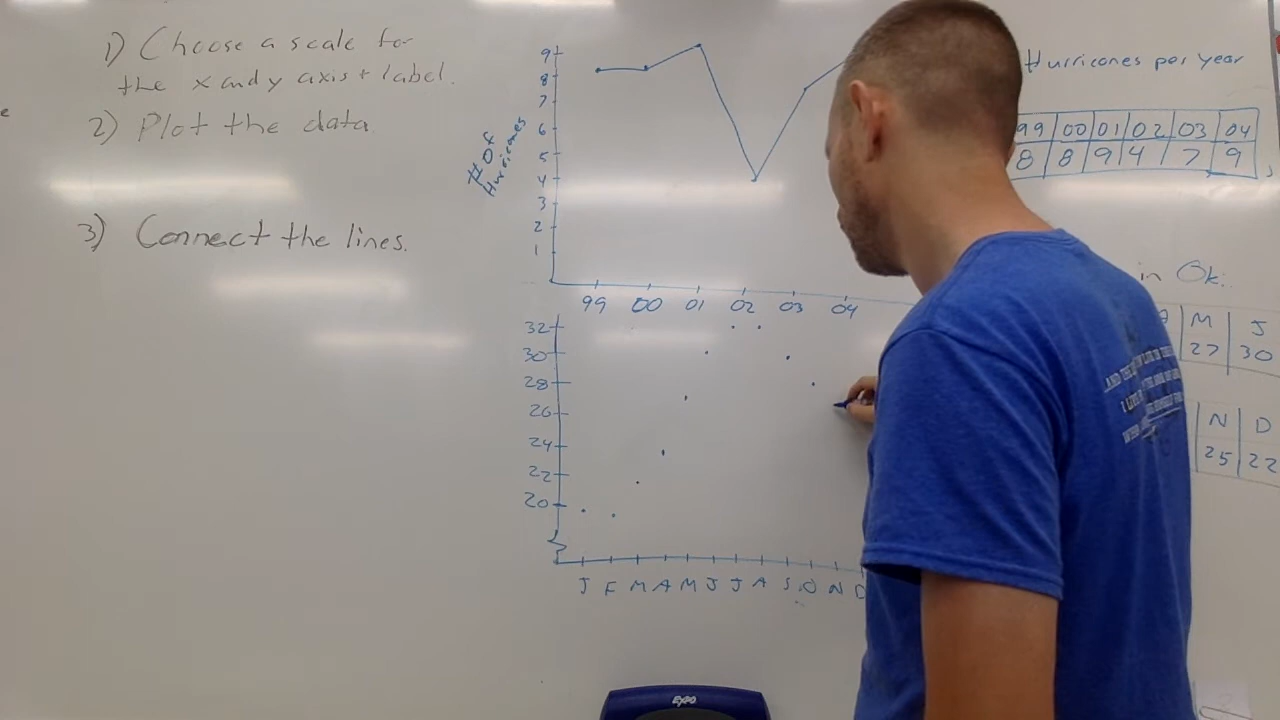 1) Choose a scale for
the x and y axis + label.
2) Plot the data.
3) Connect the lines.
# of
Hurricanes
9
8
7
6
5
4
3
2
1
99 00 01 02 03 04
Hurricanes per year
99 00 01 02 03 04
8 8 9 4 7 9
in Ok.
M J
27 30
N D
25 22
32
30
28
26
24
22
20
J F M A M J J A S O N D
EXPO